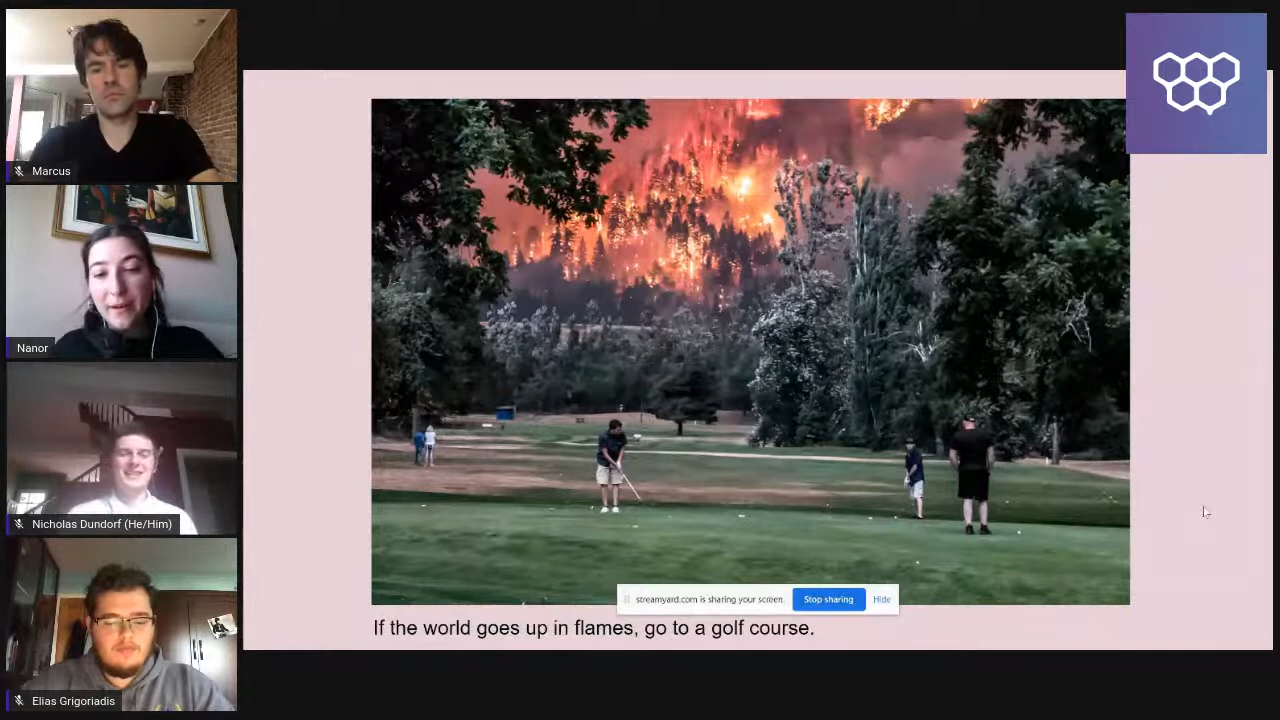 Marcus
Nanor
Nicholas Dundorf (He/Him)
Elias Grigoriadis
streamyard.com is sharing your screen.
Stop sharing
Hide
If the world goes up in flames, go to a golf course.